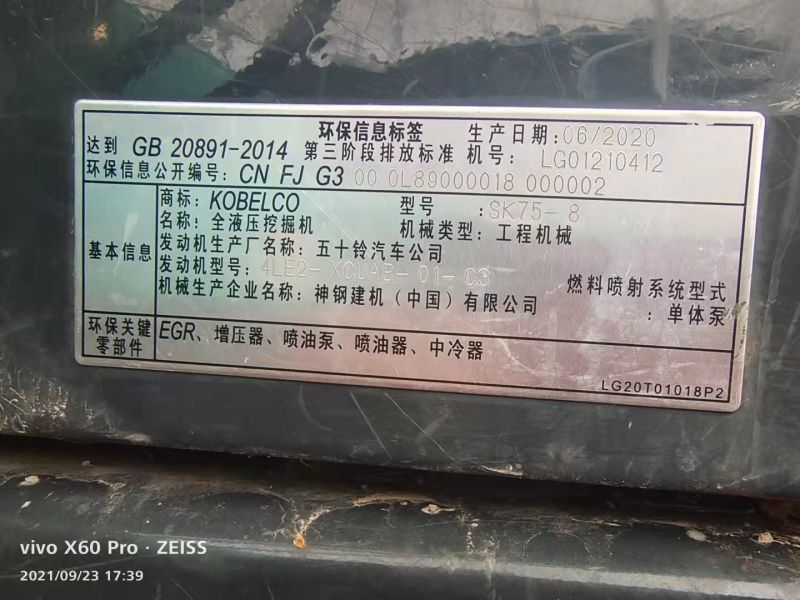 环保信息标签
生产日期:06/2020
达到 GB 20891-2014 第三阶段排放标准 机号: LG01210412
环保信息公开编号: CN FJ G3 00 0L89000018 000002
基本信息
商标: KOBELCO 型号 :SK75-8
名称: 全液压挖掘机 机械类型: 工程机械
发动机生产厂名称: 五十铃汽车公司
发动机型号: 4LE2- -01-C3 燃料喷射系统型式
机械生产企业名称: 神钢建机（中国）有限公司 : 单体泵
环保关键
零部件
EGR、增压器、喷油泵、喷油器、中冷器
LG20T01018P2
vivo X60 Pro · ZEISS
2021/09/23 17:39